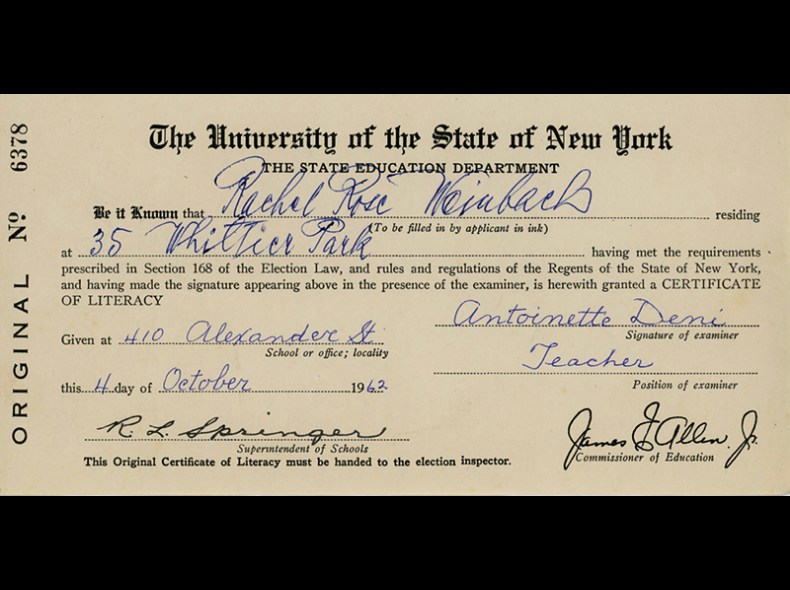 ORIGINAL Nº 6378
The University of the State of New York
THE STATE EDUCATION DEPARTMENT
Be it Known that Rachel Rose Weinbach residing
(To be filled in by applicant in ink)
at 35 Whittier Park having met the requirements
prescribed in Section 168 of the Election Law, and rules and regulations of the Regents of the State of New York,
and having made the signature appearing above in the presence of the examiner, is herewith granted a CERTIFICATE
OF LITERACY
Antoinette Deni
Signature of examiner
Given at 410 Alexander St
School or office; locality
Teacher
Position of examiner
this 4 day of October 1962
R. L. Springer
Superintendent of Schools
James E Allen, Jr.
Commissioner of Education
This Original Certificate of Literacy must be handed to the election inspector.